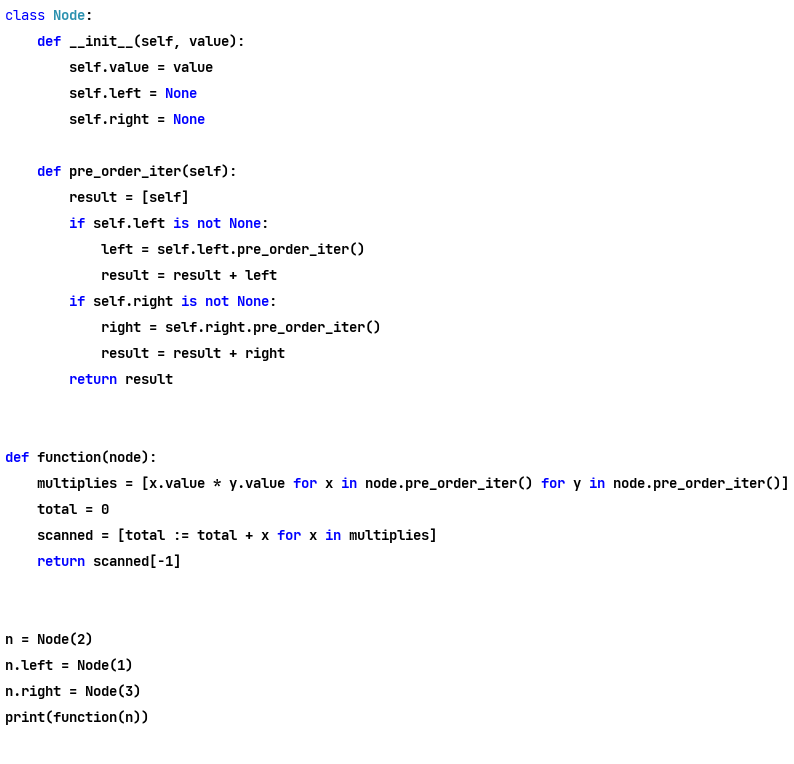 class Node:
    def __init__(self, value):
        self.value = value
        self.left = None
        self.right = None

    def pre_order_iter(self):
        result = [self]
        if self.left is not None:
            left = self.left.pre_order_iter()
            result = result + left
        if self.right is not None:
            right = self.right.pre_order_iter()
            result = result + right
        return result


def function(node):
    multiplies = [x.value * y.value for x in node.pre_order_iter() for y in node.pre_order_iter()]
    total = 0
    scanned = [total := total + x for x in multiplies]
    return scanned[-1]


n = Node(2)
n.left = Node(1)
n.right = Node(3)
print(function(n))